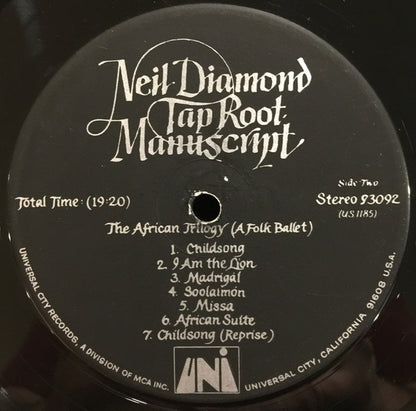 Neil Diamond
Tap Root
Manuscript
Side Two
Total Time: (19:20)
Stereo 93092
(US 1185)
The African Trilogy (A Folk Ballet)
1. Childsong
2. I Am the Lion
3. Madrigal
4. Soolaimón
5. Missa
6. African Suite
7. Childsong (Reprise)
UNI
UNIVERSAL CITY RECORDS, A DIVISION OF MCA INC.
UNIVERSAL CITY, CALIFORNIA 91608 U.S.A.